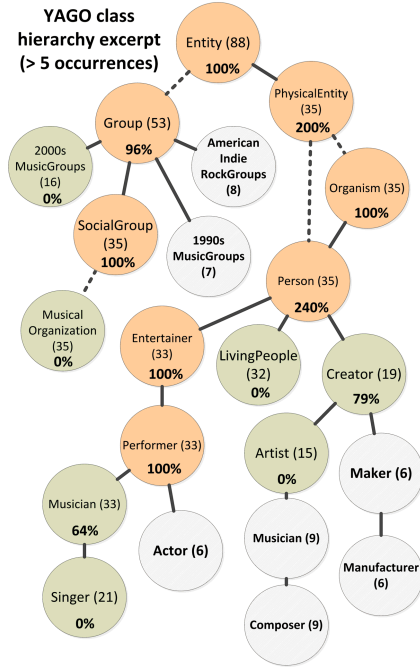 YAGO class
hierarchy excerpt
(> 5 occurrences)
Entity (88)
100%
PhysicalEntity
(35)
200%
Group (53)
96%
2000s
MusicGroups
(16)
0%
American
Indie
RockGroups
(8)
Organism (35)
100%
SocialGroup
(35)
100%
1990s
MusicGroups
(7)
Person (35)
240%
Musical
Organization
(35)
0%
Entertainer
(33)
100%
LivingPeople
(32)
0%
Creator (19)
79%
Performer (33)
100%
Artist (15)
0%
Maker (6)
Musician (33)
64%
Actor (6)
Musician (9)
Manufacturer
(6)
Singer (21)
0%
Composer (9)